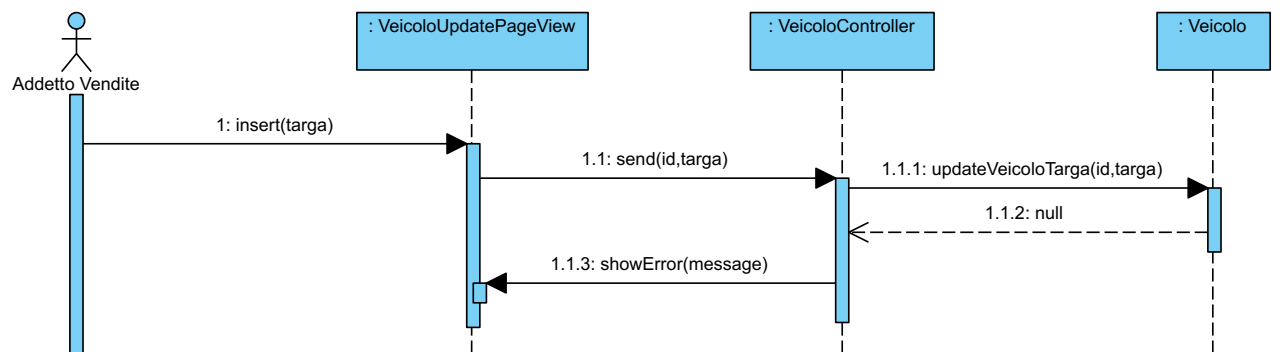 : VeicoloUpdatePageView
: VeicoloController
: Veicolo
Addetto Vendite
1: insert(targa)
1.1: send(id,targa)
1.1.1: updateVeicoloTarga(id,targa)
1.1.2: null
1.1.3: showError(message)